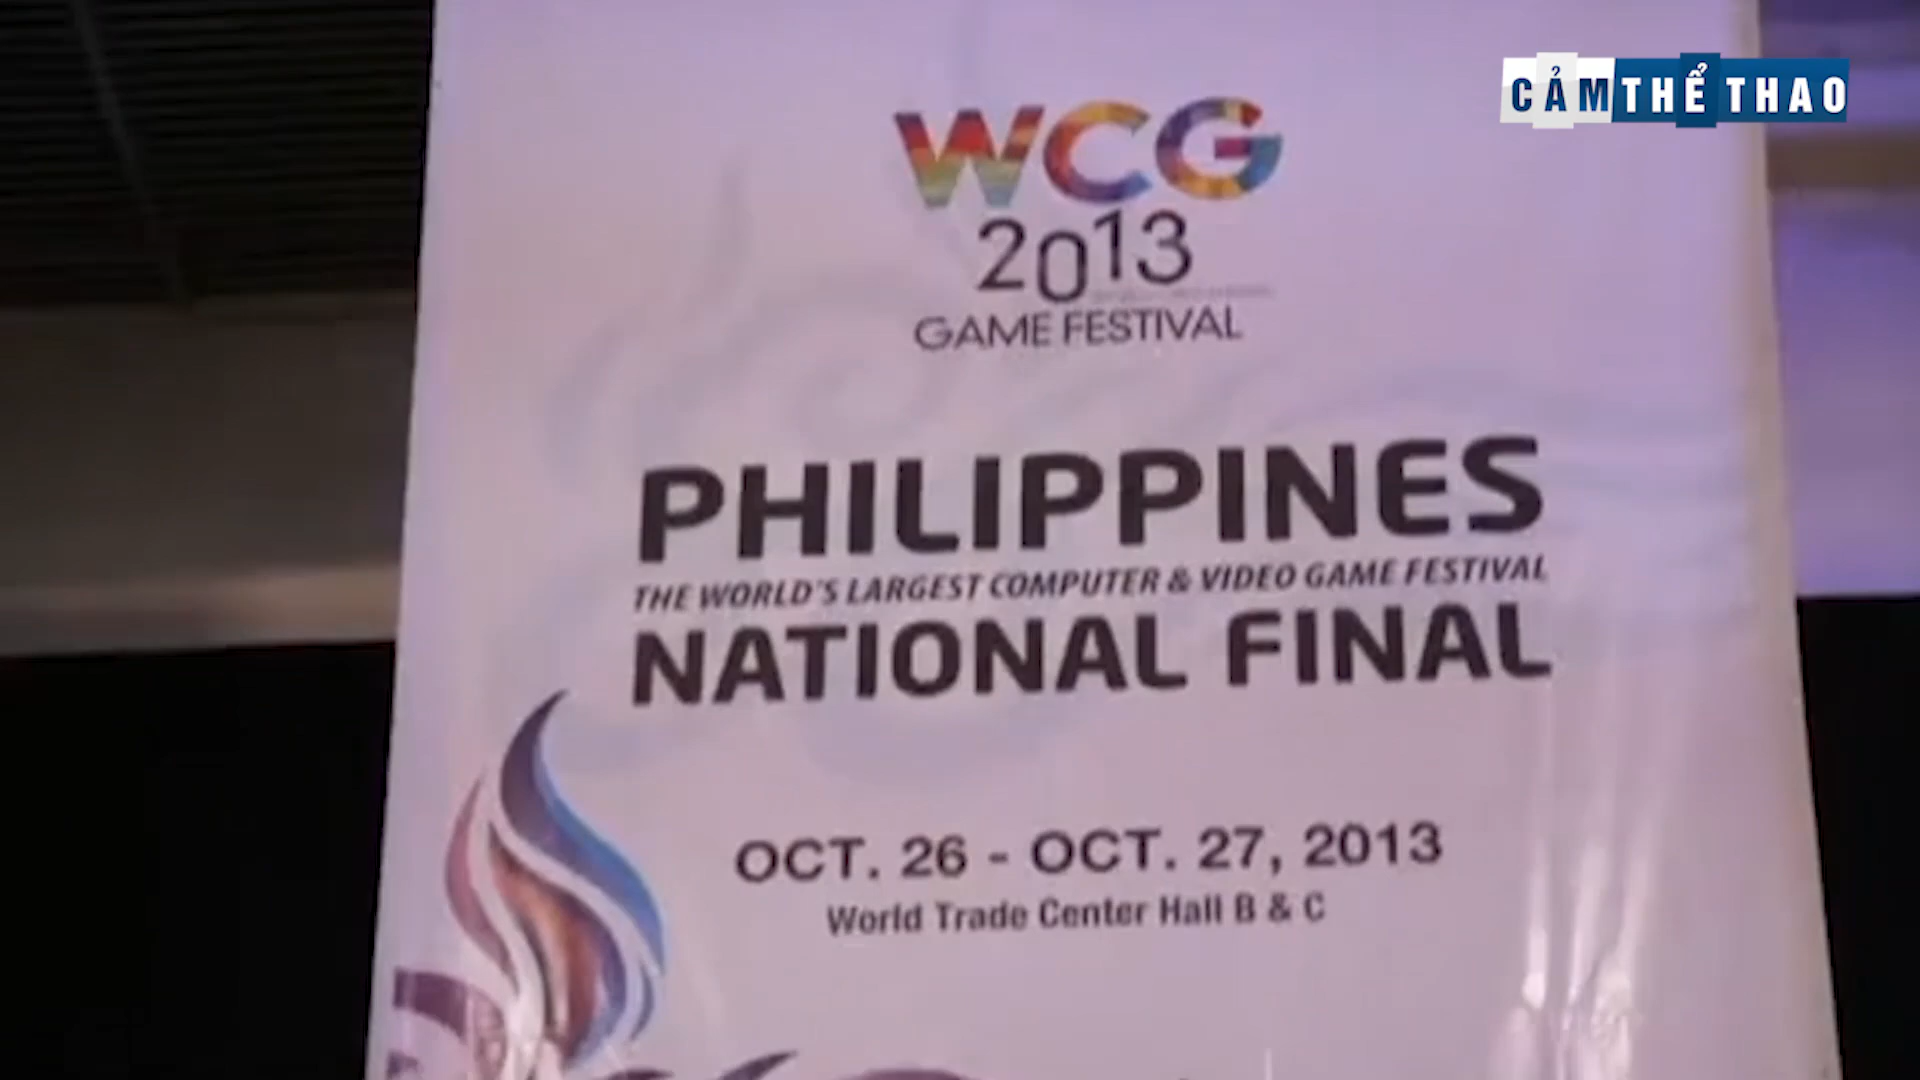 CẢM THỂ THAO
WCG
2013
GAME FESTIVAL
PHILIPPINES
THE WORLD'S LARGEST COMPUTER & VIDEO GAME FESTIVAL
NATIONAL FINAL
OCT. 26 - OCT. 27, 2013
World Trade Center Hall B & C